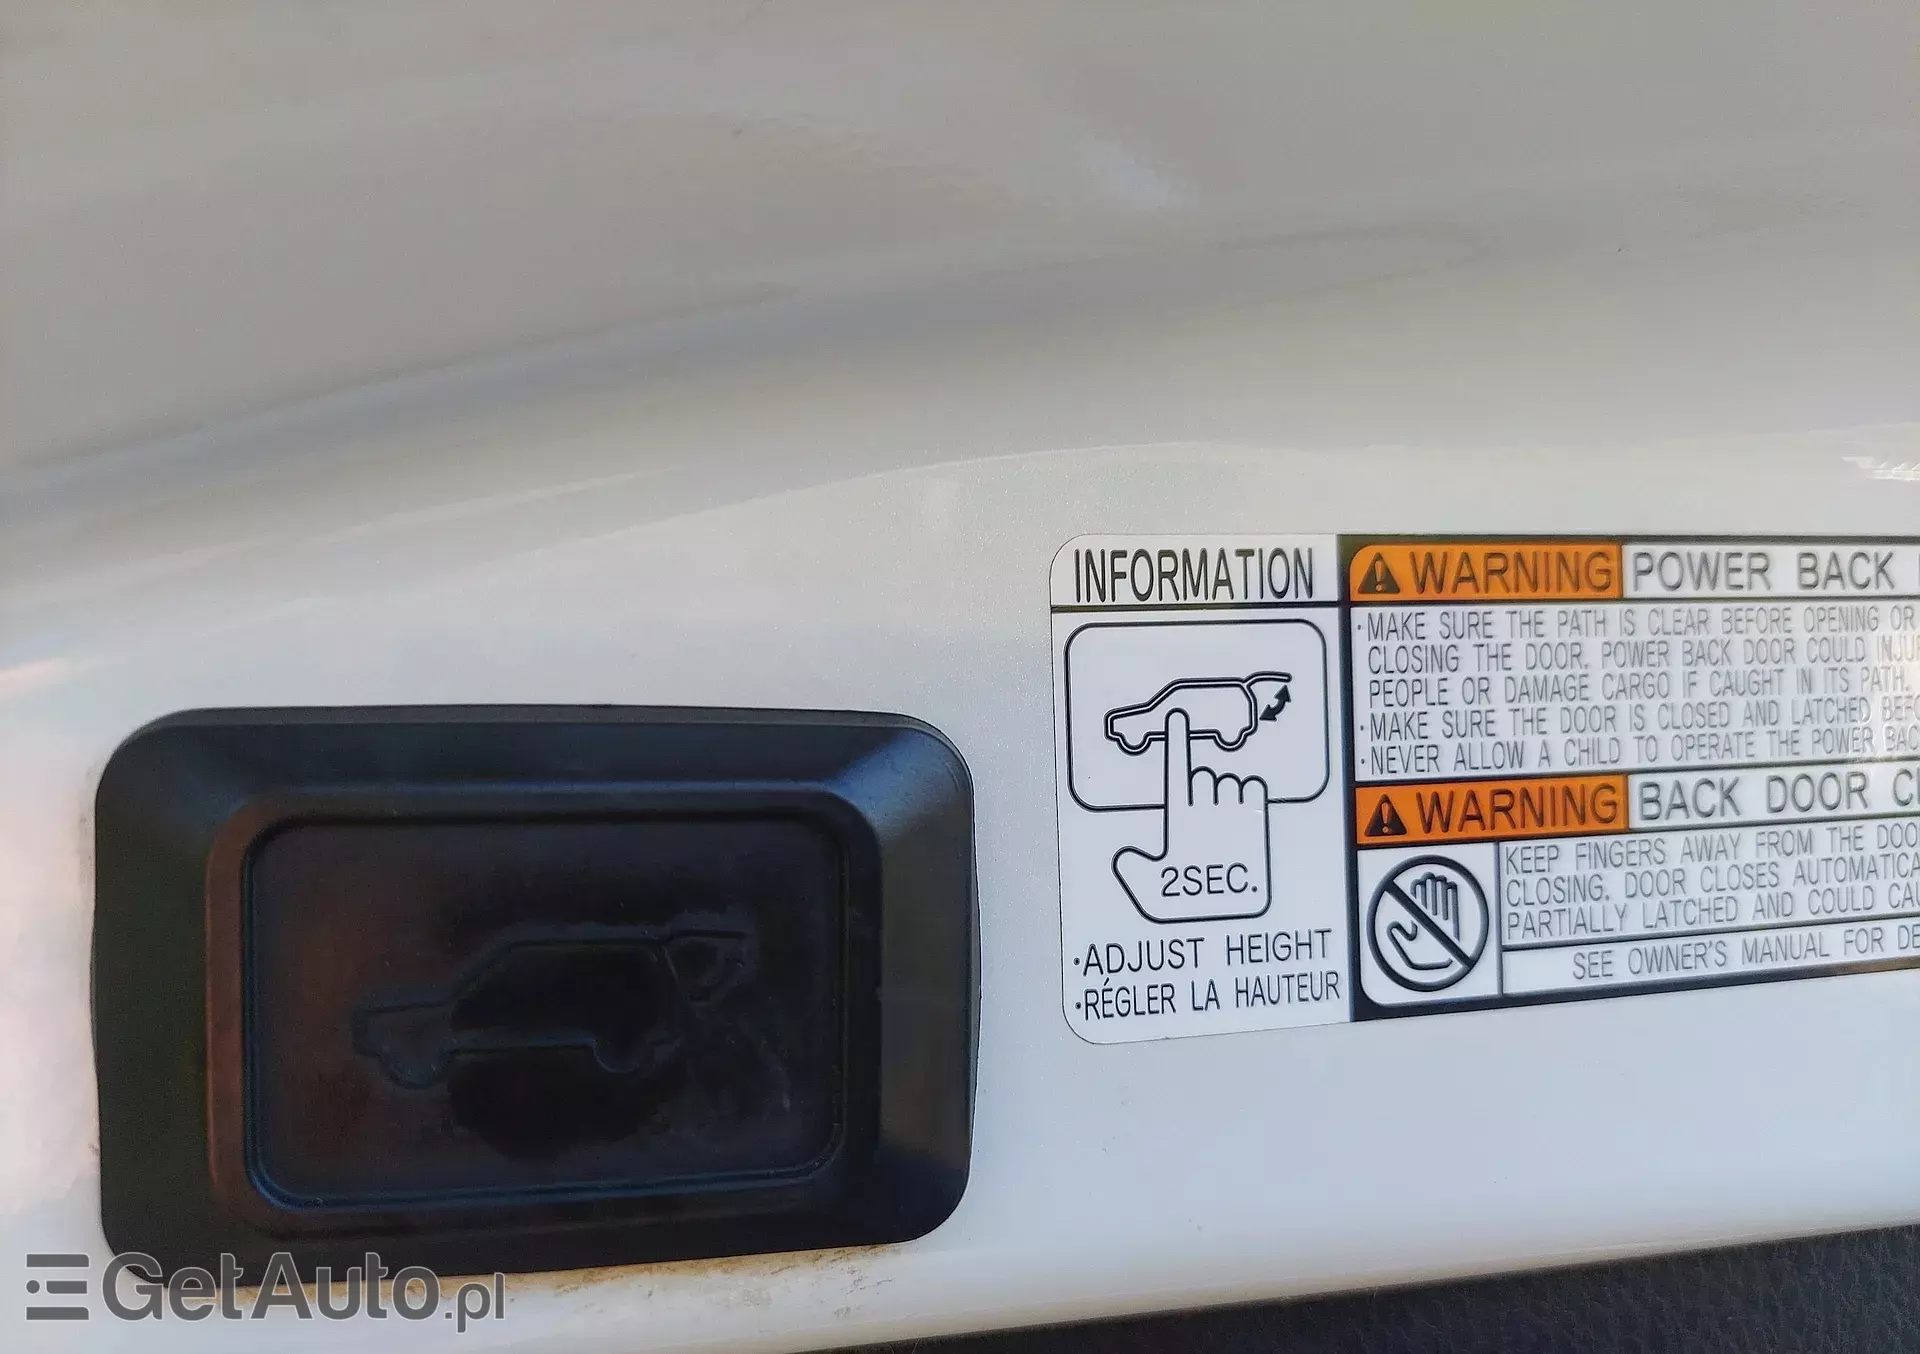 INFORMATION
2SEC.
·ADJUST HEIGHT
·RÉGLER LA HAUTEUR
WARNING POWER BACK
·MAKE SURE THE PATH IS CLEAR BEFORE OPENING OR
CLOSING THE DOOR. POWER BACK DOOR COULD
PEOPLE OR DAMAGE CARGO IF CAUGHT IN ITS PATH.
·MAKE SURE THE DOOR IS CLOSED AND LATCHED
·NEVER ALLOW A CHILD TO OPERATE THE POWER
WARNING BACK DOOR
KEEP FINGERS AWAY FROM THE
CLOSING. DOOR CLOSES
PARTIALLY LATCHED AND COULD
SEE OWNER'S MANUAL FOR
GetAuto.pl